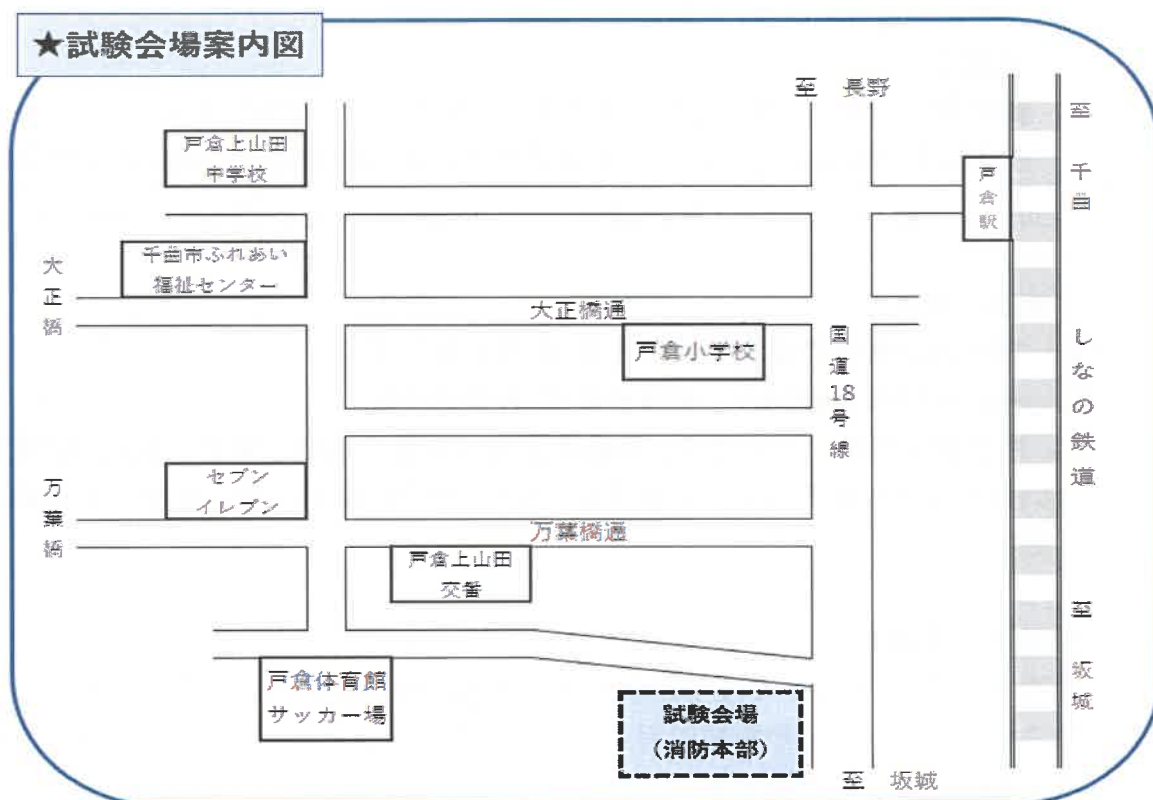 ★試験会場案内図
至 長野
戸倉上山田
中学校
戸倉駅
至 千曲
千曲市ふれあい
福祉センター
大正橋
大正橋通
戸倉小学校
国道18号線
しなの鉄道
セブン
イレブン
万葉橋
万葉橋通
戸倉上山田
交番
至 坂城
戸倉体育館
サッカー場
試験会場
（消防本部）
至 坂城